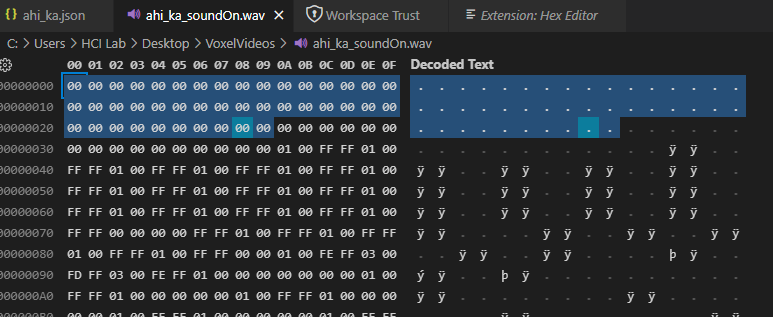 {} ahi_ka.json ahi_ka_soundOn.wav × Workspace Trust Extension: Hex Editor
C: > Users > HCI Lab > Desktop > VoxelVideos > ahi_ka_soundOn.wav
00 01 02 03 04 05 06 07 08 09 0A 0B 0C 0D 0E 0F Decoded Text
00000000 00 00 00 00 00 00 00 00 00 00 00 00 00 00 00 00 . . . . . . . . . . . . . . . .
00000010 00 00 00 00 00 00 00 00 00 00 00 00 00 00 00 00 . . . . . . . . . . . . . . . .
00000020 00 00 00 00 00 00 00 00 00 00 00 00 00 00 00 00 . . . . . . . . . . . . . . . .
00000030 00 00 00 00 00 00 00 00 00 00 01 00 FF FF 01 00 . . . . . . . . . . . . ÿ ÿ . .
00000040 FF FF 01 00 FF FF 01 00 FF FF 01 00 FF FF 01 00 ÿ ÿ . . ÿ ÿ . . ÿ ÿ . . ÿ ÿ . .
00000050 FF FF 01 00 FF FF 01 00 FF FF 01 00 FF FF 01 00 ÿ ÿ . . ÿ ÿ . . ÿ ÿ . . ÿ ÿ . .
00000060 FF FF 01 00 FF FF 01 00 FF FF 01 00 FF FF 01 00 ÿ ÿ . . ÿ ÿ . . ÿ ÿ . . ÿ ÿ . .
00000070 FF FF 00 00 00 00 FF FF 01 00 FF FF 01 00 FF FF ÿ ÿ . . . . ÿ ÿ . . ÿ ÿ . . ÿ ÿ
00000080 01 00 FF FF 01 00 FF FF 00 00 01 00 FE FF 03 00 . . ÿ ÿ . . ÿ ÿ . . . . þ ÿ . .
00000090 FD FF 03 00 FE FF 01 00 00 00 00 00 00 00 01 00 ý ÿ . . þ ÿ . . . . . . . . . .
000000A0 FF FF 01 00 00 00 00 00 01 00 FF FF 01 00 00 00 ÿ ÿ . . . . . . . . ÿ ÿ . . . .